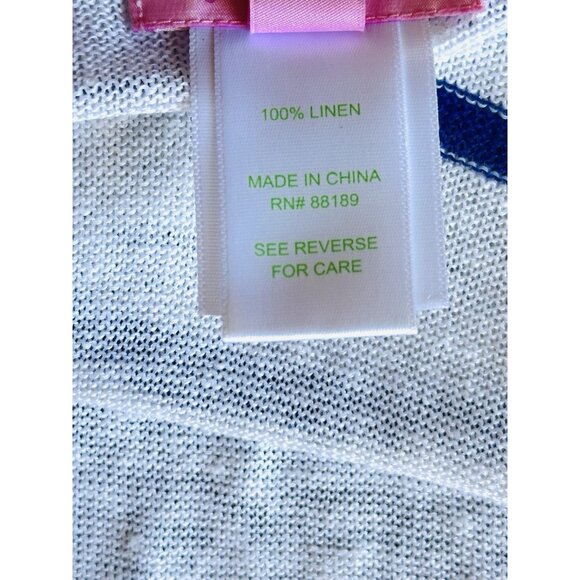 100% LINEN
MADE IN CHINA
RN# 88189
SEE REVERSE
FOR CARE